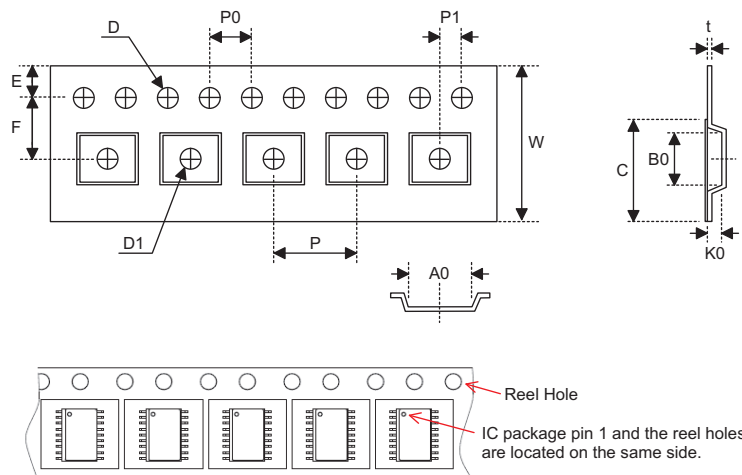 D
P0
P1
t
E
F
W
C
B0
D1
P
K0
A0
Reel Hole
IC package pin 1 and the reel holes
are located on the same side.